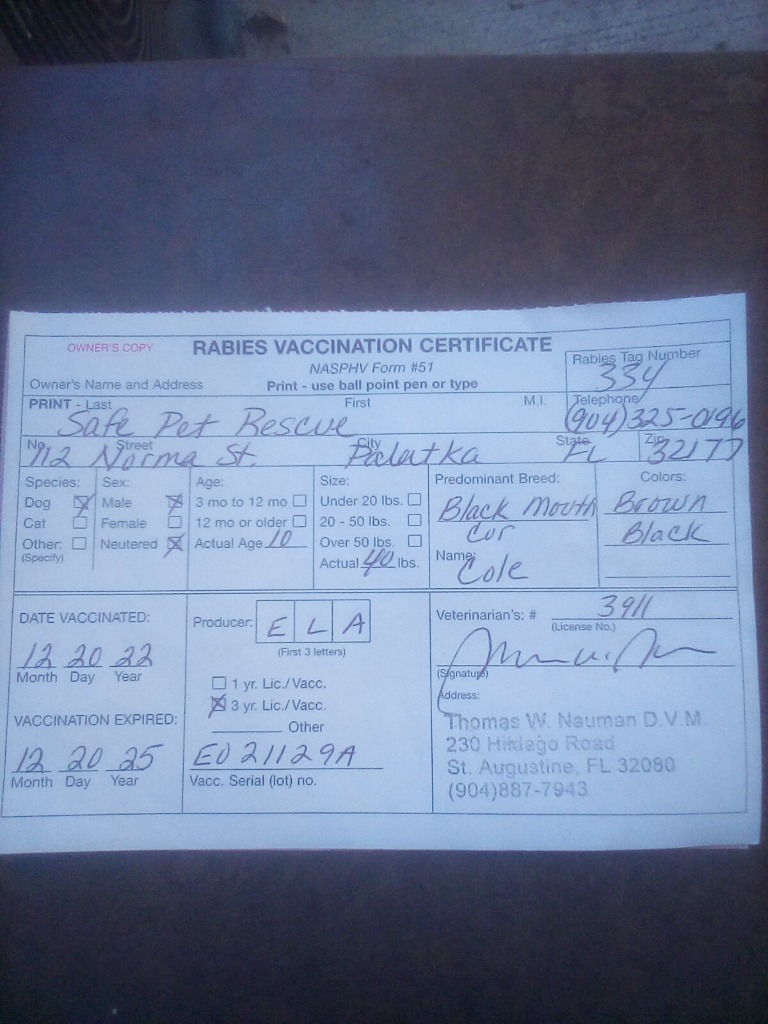 OWNER'S COPY
RABIES VACCINATION CERTIFICATE
NASPHV Form #51
Rabies Tag Number
334
Owner's Name and Address
Print - use ball point pen or type
PRINT - Last First M.I. Telephone
Safe Pet Rescue (904)325-0196
No. Street City State Zip
712 Norma St. Palatka FL 32177
Species: Sex: Age: Size: Predominant Breed: Colors:
Dog ☒ Male ☒ 3 mo to 12 mo ☐ Under 20 lbs. ☐ Black Mouth Brown
Cat ☐ Female ☐ 12 mo or older ☐ 20 - 50 lbs. ☐ Cur Black
Other: ☐ Neutered ☒ Actual Age 10 Over 50 lbs. ☐ Name:
(Specify) Actual 40 lbs. Cole
DATE VACCINATED:
12 20 22
Month Day Year
VACCINATION EXPIRED:
12 20 25
Month Day Year
Producer: E L A
(First 3 letters)
☐ 1 yr. Lic./Vacc.
☒ 3 yr. Lic./Vacc.
Other
E021129A
Vacc. Serial (lot) no.
Veterinarian's: # 3911
(License No.)
(Signature)
Address:
Thomas W. Nauman D.V.M.
230 Hildago Road
St. Augustine, FL 32080
(904)887-7943